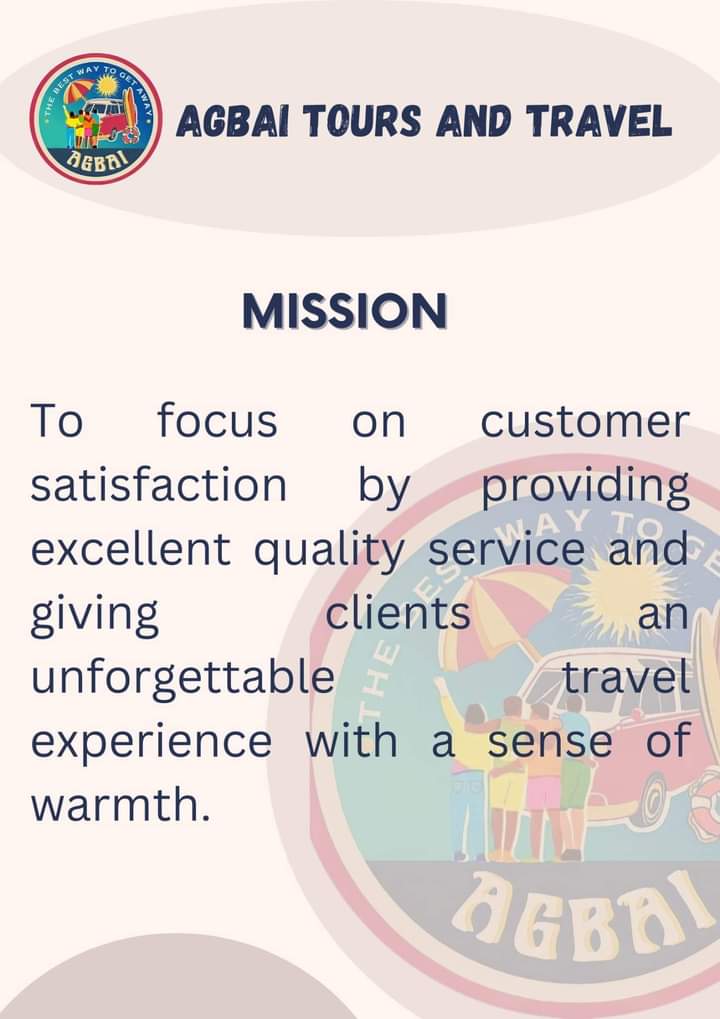 THE BEST WAY TO GET AWAY
AGBAI
AGBAI TOURS AND TRAVEL
MISSION
To focus on customer
satisfaction by providing
excellent quality service and
giving clients an
unforgettable travel
experience with a sense of
warmth.
THE BEST WAY TO GE
AGBAI